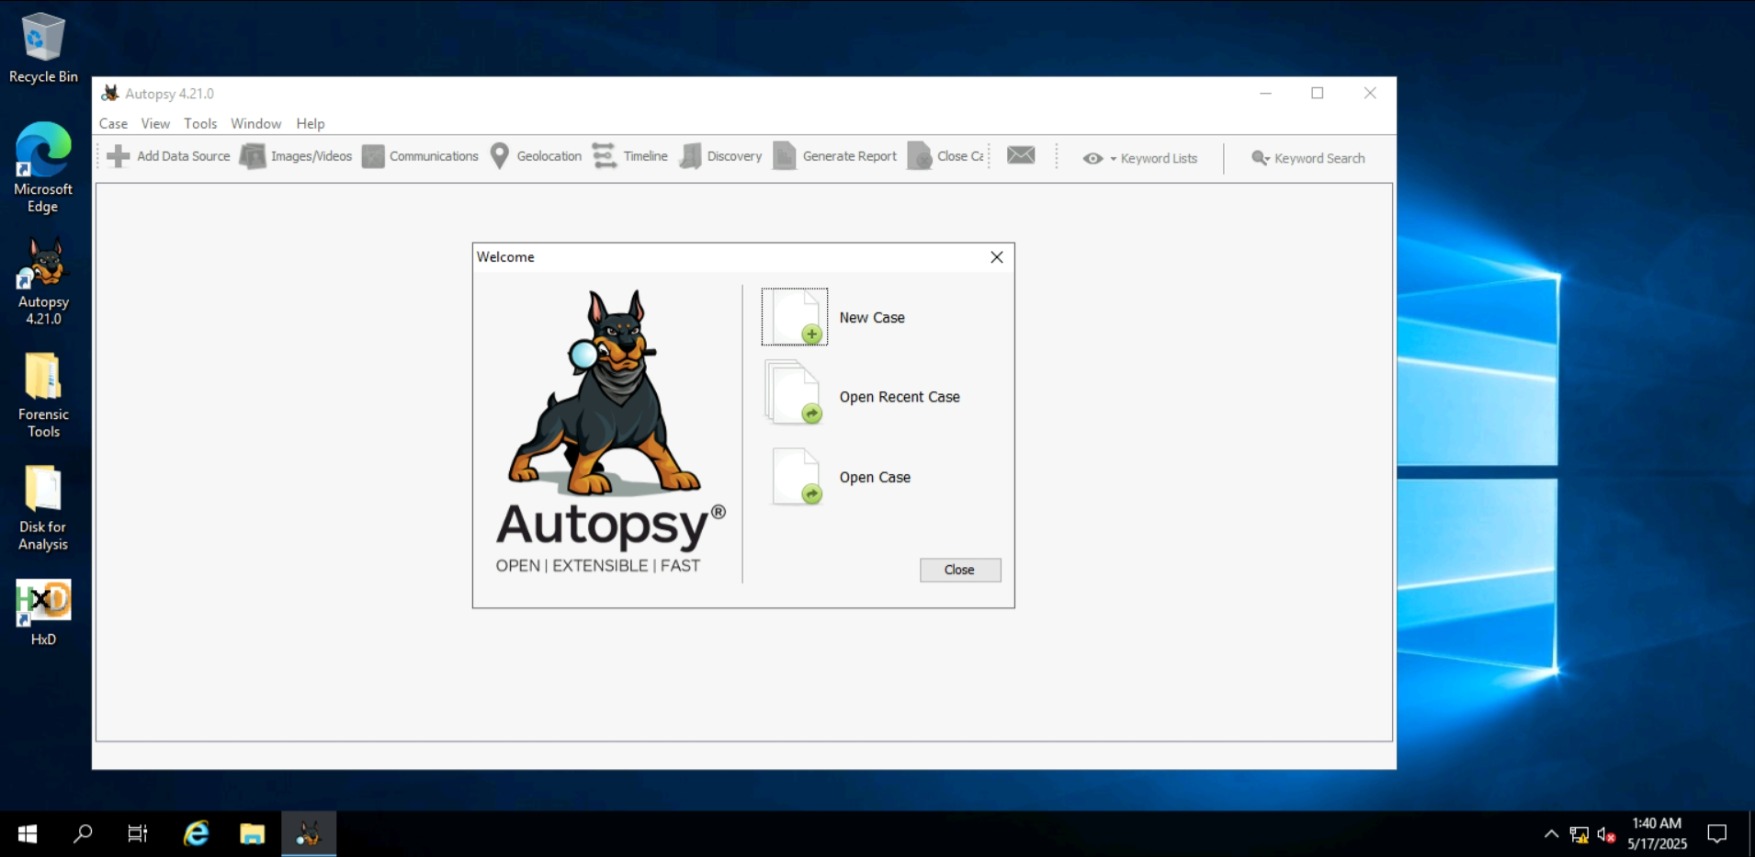 Recycle Bin
Microsoft
Edge
Autopsy
4.21.0
Forensic
Tools
Disk for
Analysis
HxD
HxD
Autopsy 4.21.0
Case View Tools Window Help
Add Data Source Images/Videos Communications Geolocation Timeline Discovery Generate Report Close Ca Keyword Lists Keyword Search
Welcome
New Case
Open Recent Case
Open Case
Autopsy®
OPEN | EXTENSIBLE | FAST
Close
1:40 AM
5/17/2025